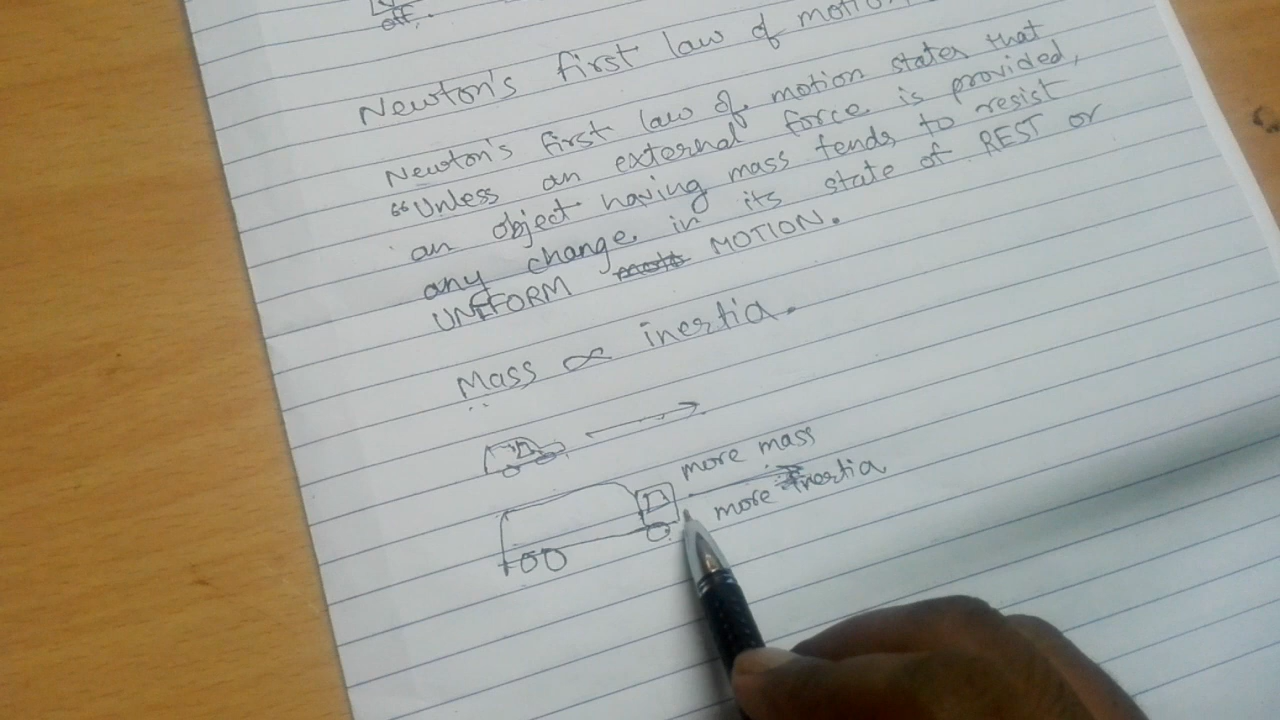 off.
Newton's first law of motion
Newton's first law of motion states that
“Unless an external force is provided,
an object having mass tends to resist
any change in its state of REST or
UNIFORM MOTION.
Mass ∝ inertia.
more mass
more inertia